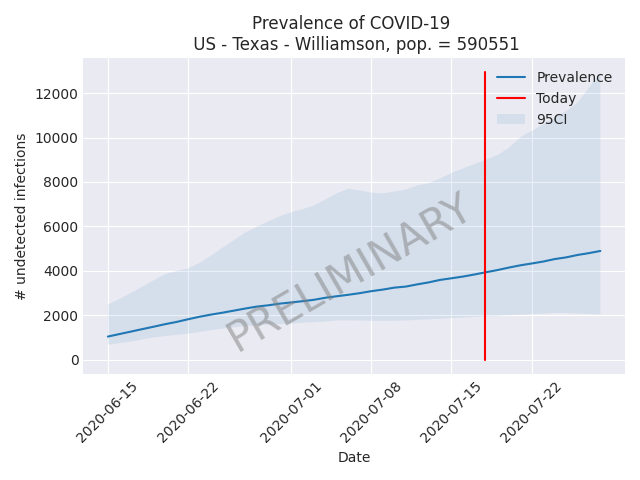 Prevalence of COVID-19
US - Texas - Williamson, pop. = 590551
Prevalence
Today
95CI
12000
10000
8000
6000
4000
2000
0
# undetected infections
PRELIMINARY
2020-06-15
2020-06-22
2020-07-01
2020-07-08
2020-07-15
2020-07-22
Date